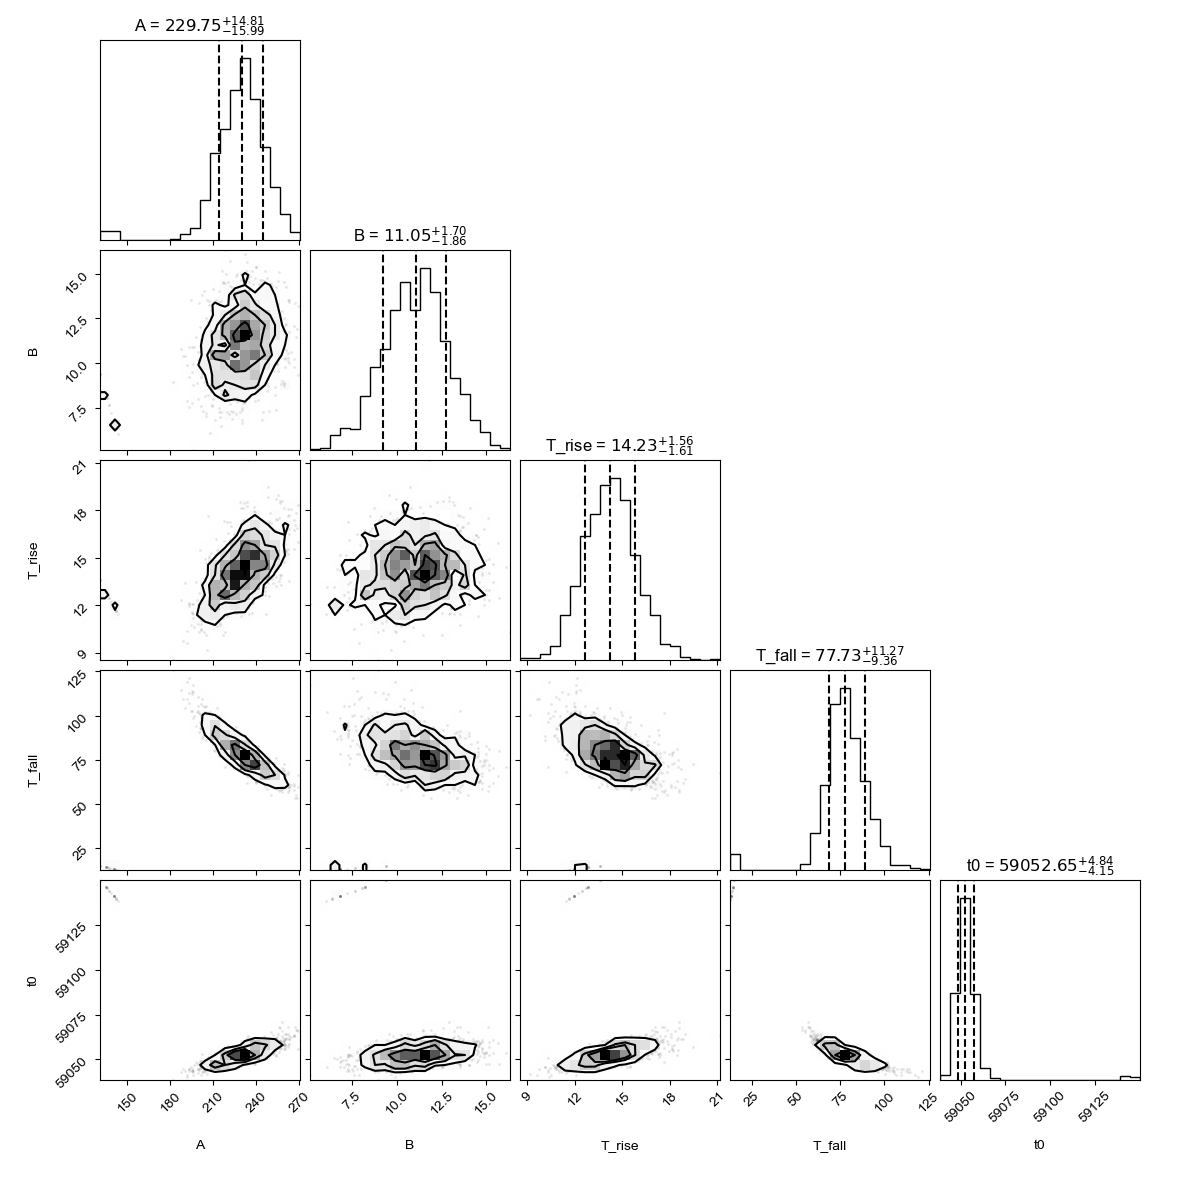 A = 229.75+14.81−15.99
B = 11.05+1.70−1.86
15.0
12.5
10.0
7.5
B
T_rise = 14.23+1.56−1.61
21
18
15
12
9
T_rise
T_fall = 77.73+11.27−9.36
125
100
75
50
25
T_fall
t0 = 59052.65+4.84−4.15
59125
59100
59075
59050
t0
150 180 210 240 270
7.5 10.0 12.5 15.0
9 12 15 18 21
25 50 75 100 125
59050 59075 59100 59125
A B T_rise T_fall t0